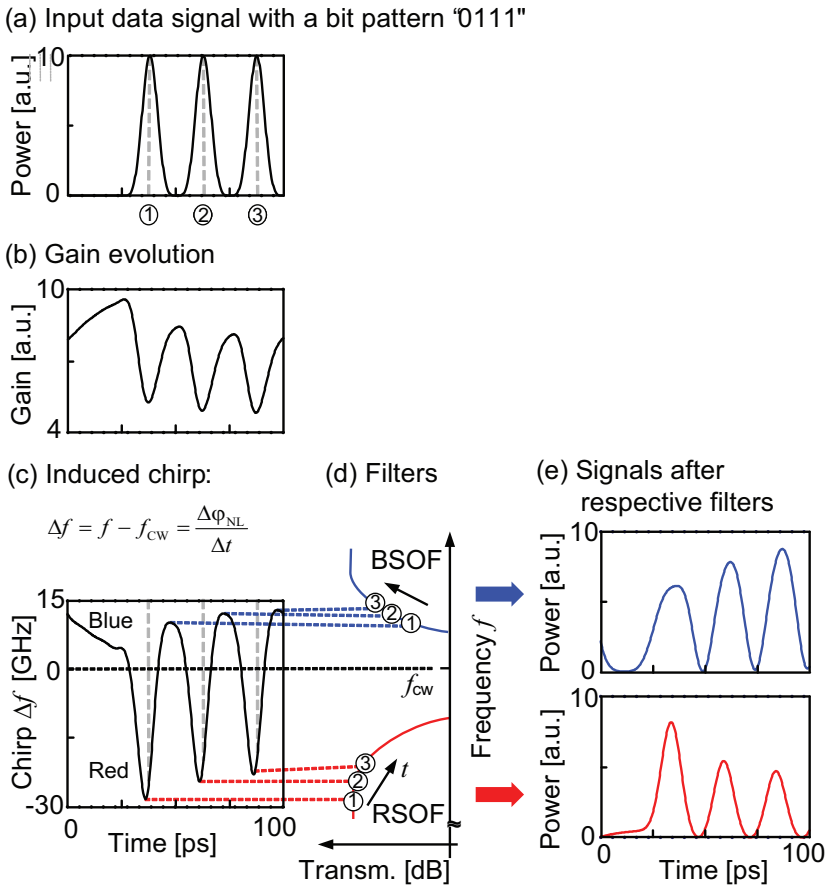 (a) Input data signal with a bit pattern “0111"
10
Power [a.u.]
0
① ② ③
(b) Gain evolution
10
Gain [a.u.]
4
(c) Induced chirp:
Δf = f − f_CW = Δφ_NL / Δt
15
0
-30
Chirp Δf [GHz]
Blue
Red
0 100
Time [ps]
(d) Filters
BSOF
③
②
①
f_CW
③
②
①
t
RSOF
Frequency f
≈
Transm. [dB]
(e) Signals after
respective filters
10
Power [a.u.]
0
10
Power [a.u.]
0
0 100
Time [ps]